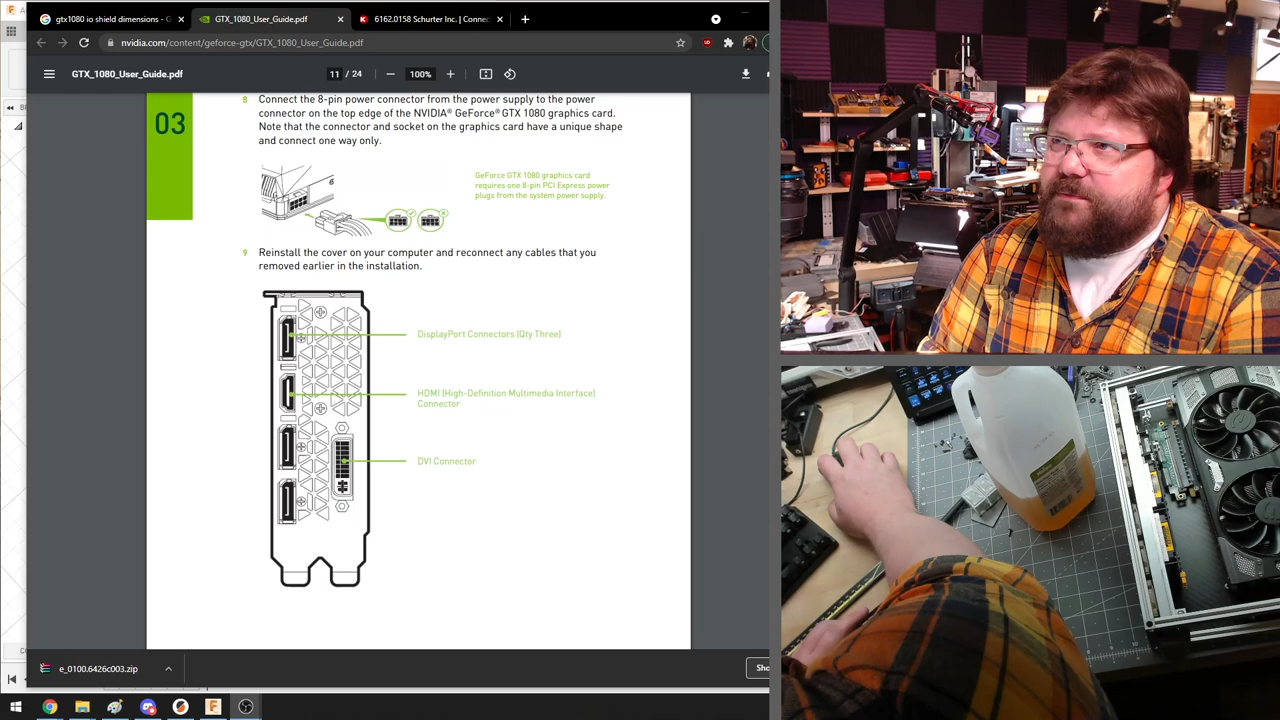 gtx1080 io shield dimensions - G
GTX_1080_User_Guide.pdf
6162.0158 Schurter Inc. | Connec
nvidia.com/content/geforce-gtx/GTX_1080_User_Guide.pdf
GTX_1080_User_Guide.pdf
11 / 24
100%
03
8 Connect the 8-pin power connector from the power supply to the power
connector on the top edge of the NVIDIA® GeForce® GTX 1080 graphics card.
Note that the connector and socket on the graphics card have a unique shape
and connect one way only.
GeForce GTX 1080 graphics card
requires one 8-pin PCI Express power
plugs from the system power supply.
9 Reinstall the cover on your computer and reconnect any cables that you
removed earlier in the installation.
DisplayPort Connectors (Qty Three)
HDMI (High-Definition Multimedia Interface)
Connector
DVI Connector
e_0100.6426c003.zip
Sho